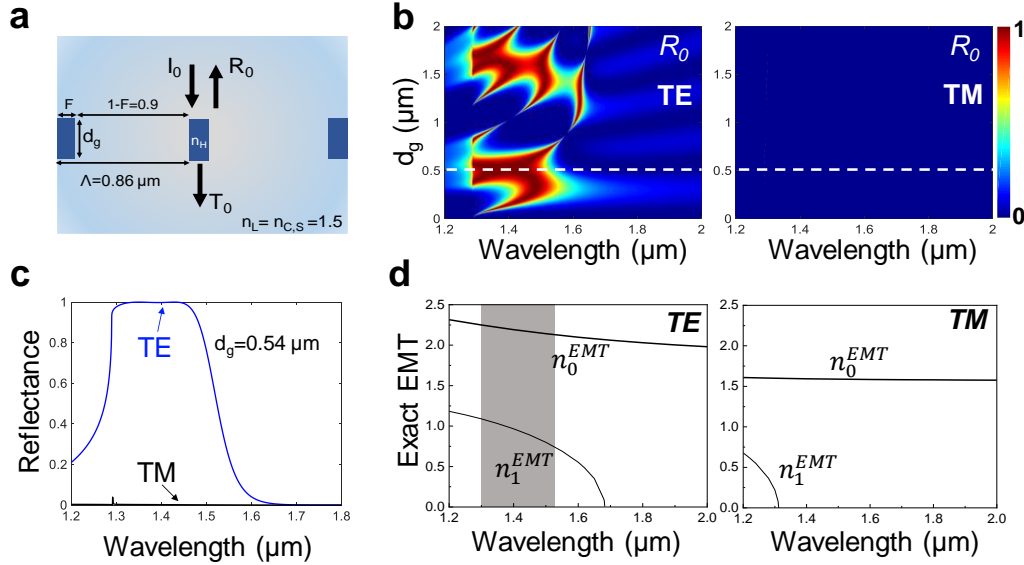 a
I0
R0
F
1-F=0.9
dg
nH
Λ=0.86 μm
T0
nL= nC,S =1.5
b
2
1.5
1
0.5
0
dg (μm)
R0
TE
1.2
1.4
1.6
1.8
2
Wavelength (μm)
2
1.5
1
0.5
0
R0
TM
1.2
1.4
1.6
1.8
2
Wavelength (μm)
1
0
c
1
0.8
0.6
0.4
0.2
0
Reflectance
TE
dg=0.54 μm
TM
1.2
1.3
1.4
1.5
1.6
1.7
1.8
Wavelength (μm)
d
2.5
2.0
1.5
1.0
0.5
0.0
Exact EMT
TE
n0EMT
n1EMT
1.2
1.4
1.6
1.8
2.0
Wavelength (μm)
2.5
2.0
1.5
1.0
0.5
0.0
TM
n0EMT
n1EMT
1.2
1.4
1.6
1.8
2.0
Wavelength (μm)